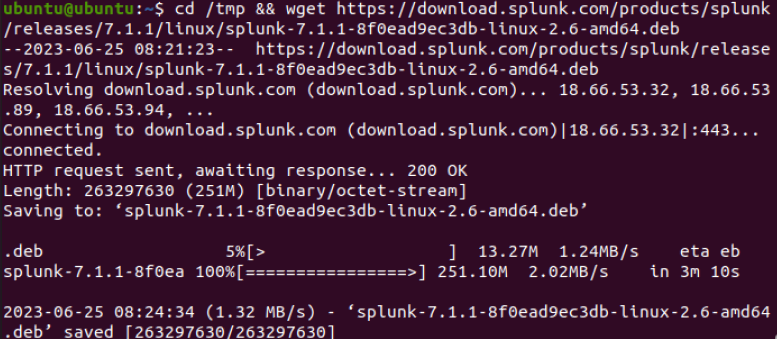 ubuntu@ubuntu:~$ cd /tmp && wget https://download.splunk.com/products/splunk
/releases/7.1.1/linux/splunk-7.1.1-8f0ead9ec3db-linux-2.6-amd64.deb
--2023-06-25 08:21:23--  https://download.splunk.com/products/splunk/release
s/7.1.1/linux/splunk-7.1.1-8f0ead9ec3db-linux-2.6-amd64.deb
Resolving download.splunk.com (download.splunk.com)... 18.66.53.32, 18.66.53
.89, 18.66.53.94, ...
Connecting to download.splunk.com (download.splunk.com)|18.66.53.32|:443...
connected.
HTTP request sent, awaiting response... 200 OK
Length: 263297630 (251M) [binary/octet-stream]
Saving to: ‘splunk-7.1.1-8f0ead9ec3db-linux-2.6-amd64.deb’
.deb                  5%[>                   ]  13.27M  1.24MB/s    eta eb
splunk-7.1.1-8f0ea 100%[================>] 251.10M  2.02MB/s    in 3m 10s
2023-06-25 08:24:34 (1.32 MB/s) - ‘splunk-7.1.1-8f0ead9ec3db-linux-2.6-amd64
.deb’ saved [263297630/263297630]